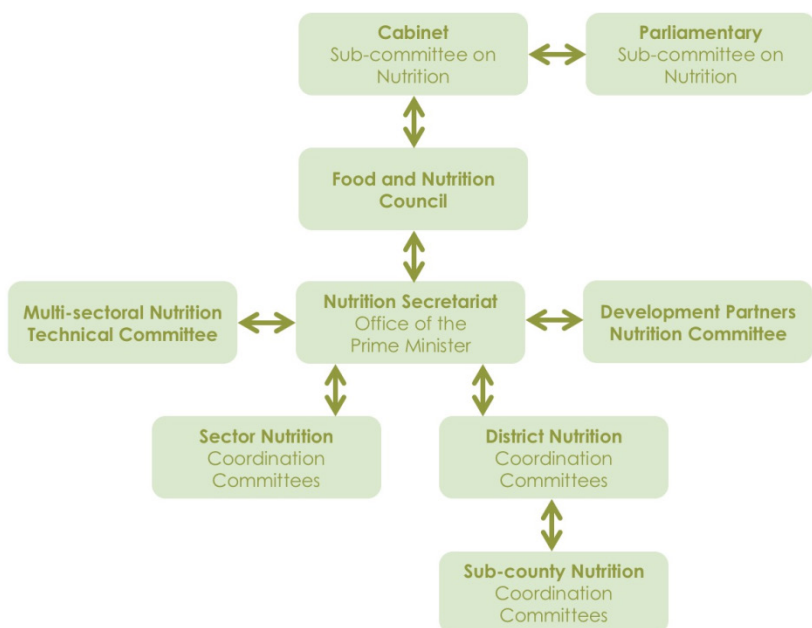 Cabinet
Sub-committee on
Nutrition
Parliamentary
Sub-committee on
Nutrition
Food and Nutrition
Council
Multi-sectoral Nutrition
Technical Committee
Nutrition Secretariat
Office of the
Prime Minister
Development Partners
Nutrition Committee
Sector Nutrition
Coordination
Committees
District Nutrition
Coordination
Committees
Sub-county Nutrition
Coordination
Committees